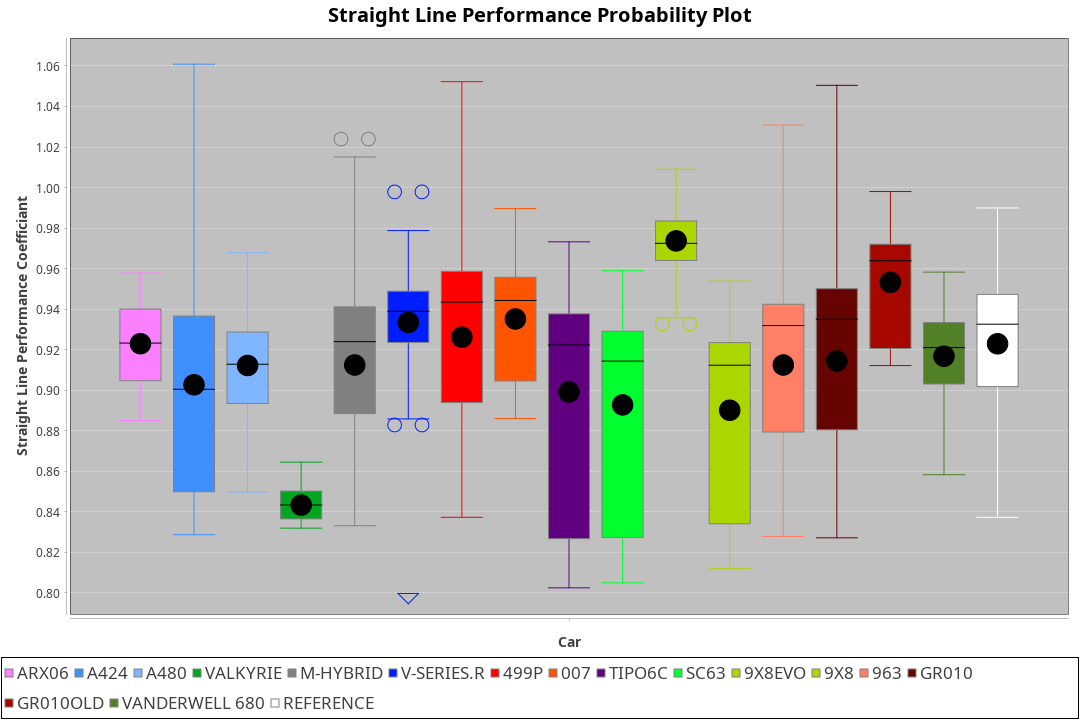 Straight Line Performance Probability Plot
Straight Line Performance Coefficiant
1.06
1.04
1.02
1.00
0.98
0.96
0.94
0.92
0.90
0.88
0.86
0.84
0.82
0.80
Car
ARX06 A424 A480 VALKYRIE M-HYBRID V-SERIES.R 499P 007 TIPO6C SC63 9X8EVO 9X8 963 GR010
GR010OLD VANDERWELL 680 REFERENCE